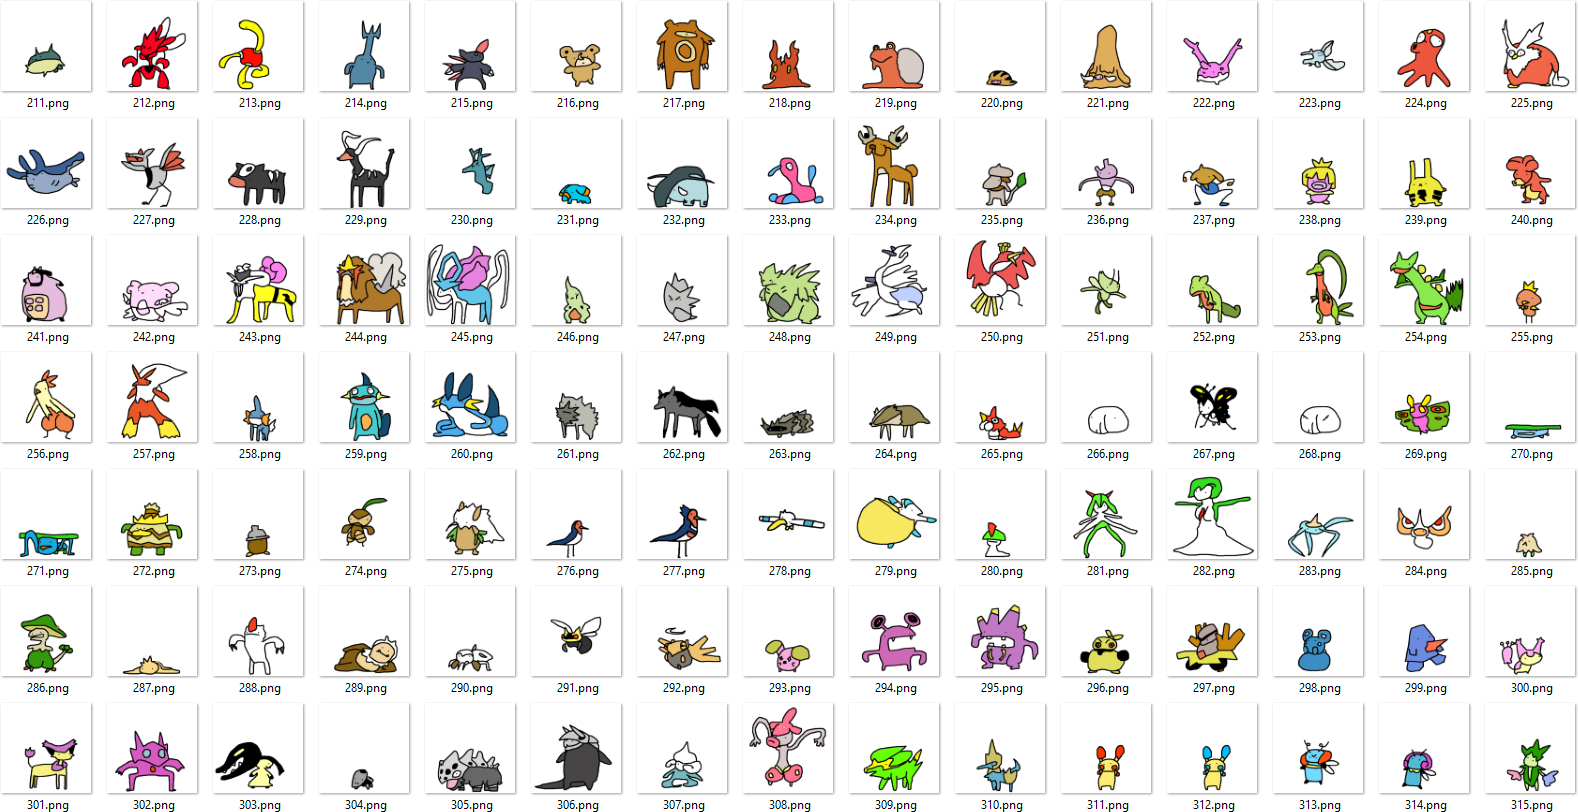 211.png 212.png 213.png 214.png 215.png 216.png 217.png 218.png 219.png 220.png 221.png 222.png 223.png 224.png 225.png
226.png 227.png 228.png 229.png 230.png 231.png 232.png 233.png 234.png 235.png 236.png 237.png 238.png 239.png 240.png
241.png 242.png 243.png 244.png 245.png 246.png 247.png 248.png 249.png 250.png 251.png 252.png 253.png 254.png 255.png
256.png 257.png 258.png 259.png 260.png 261.png 262.png 263.png 264.png 265.png 266.png 267.png 268.png 269.png 270.png
271.png 272.png 273.png 274.png 275.png 276.png 277.png 278.png 279.png 280.png 281.png 282.png 283.png 284.png 285.png
286.png 287.png 288.png 289.png 290.png 291.png 292.png 293.png 294.png 295.png 296.png 297.png 298.png 299.png 300.png
301.png 302.png 303.png 304.png 305.png 306.png 307.png 308.png 309.png 310.png 311.png 312.png 313.png 314.png 315.png